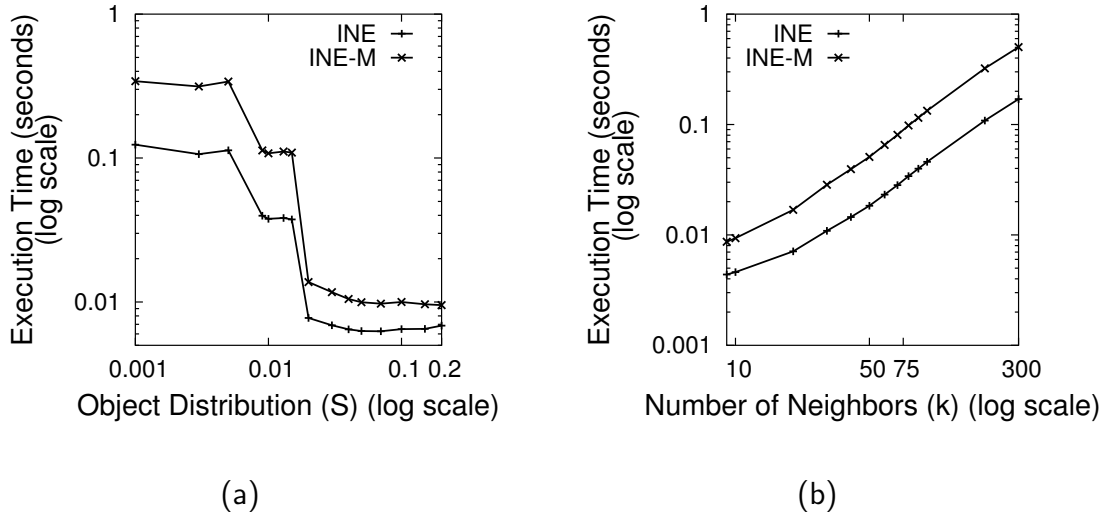 1
0.1
0.01
0.001
0.01
0.1
0.2
Execution Time (seconds)
(log scale)
Object Distribution (S) (log scale)
INE
INE-M
(a)
1
0.1
0.01
0.001
10
50
75
300
Execution Time (seconds)
(log scale)
Number of Neighbors (k) (log scale)
INE
INE-M
(b)